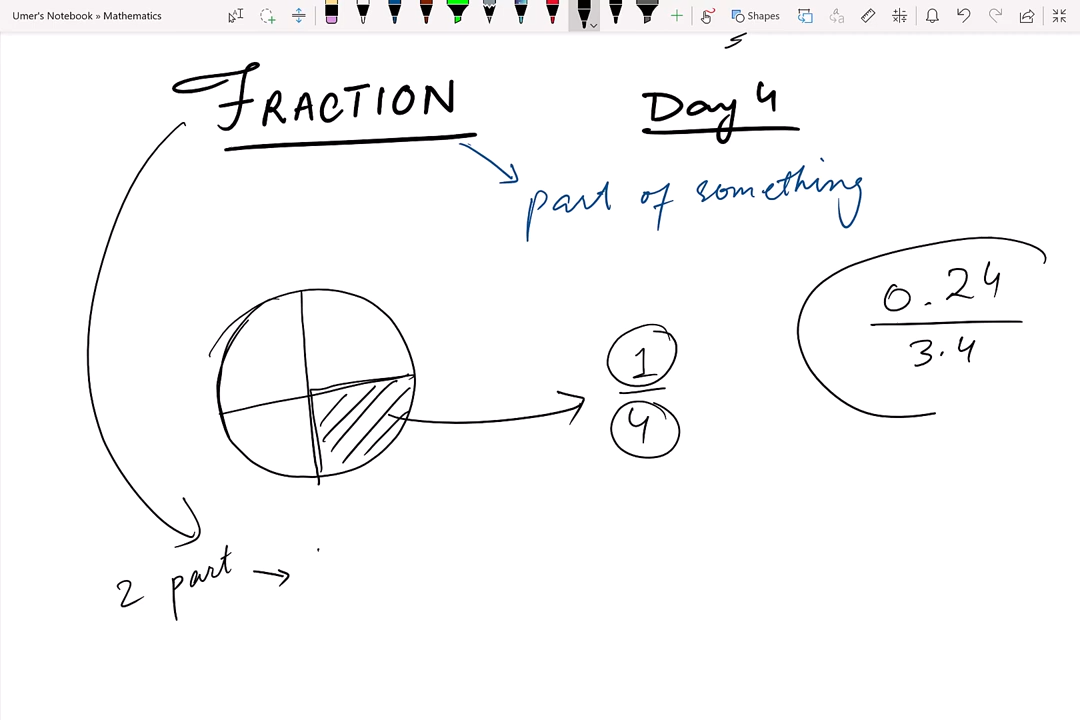 Umer's Notebook » Mathematics
Shapes
FRACTION
Day 4
part of something
0.24
3.4
1
4
2 part →